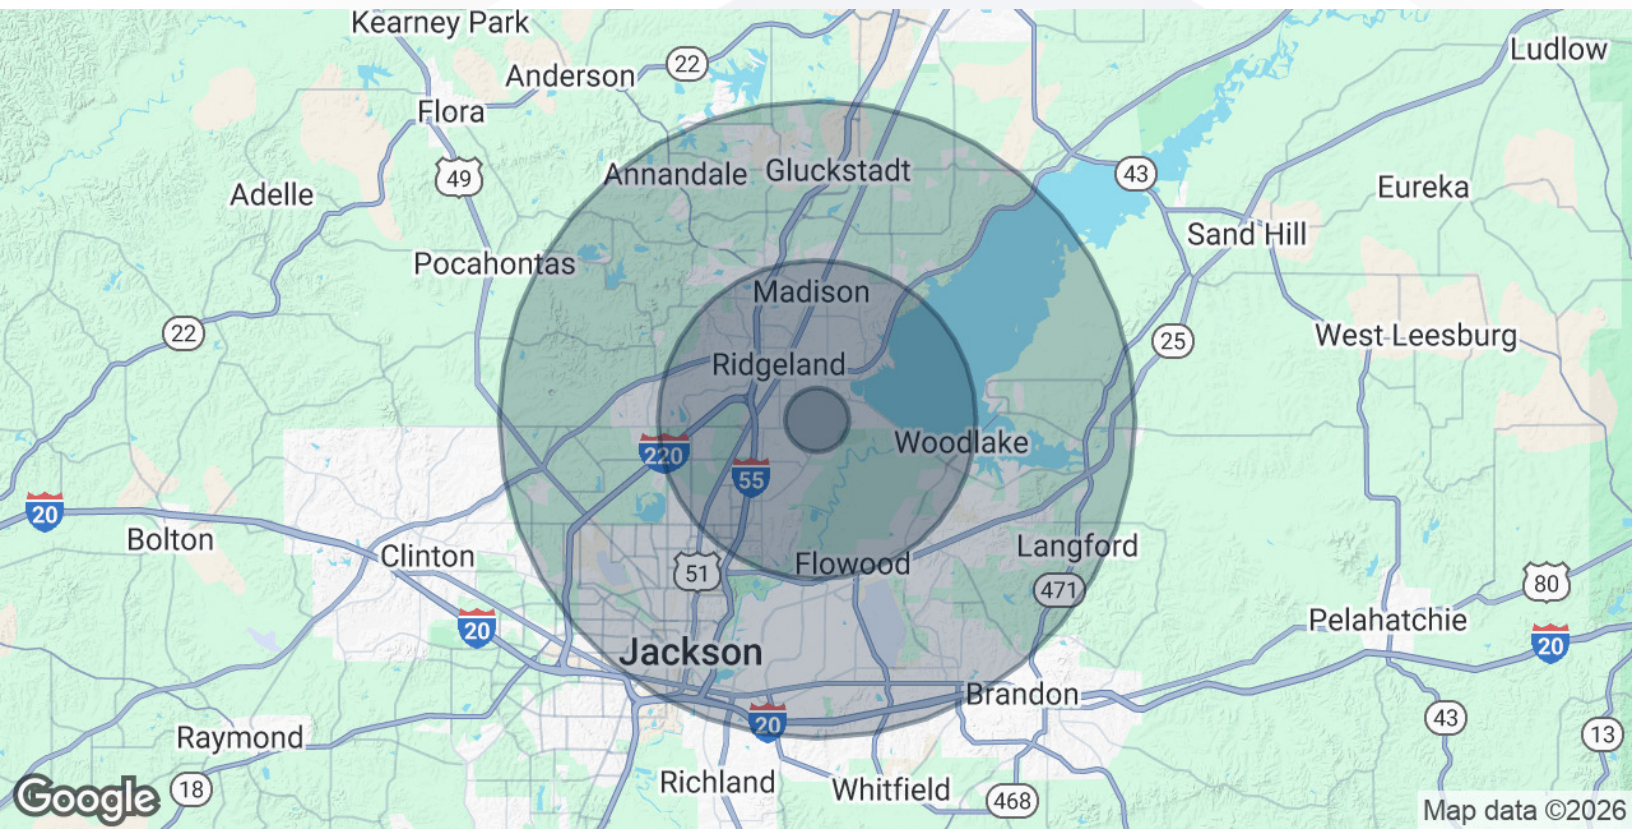 Kearney Park
Ludlow
Anderson
22
Flora
Annandale
Gluckstadt
43
49
Adelle
Eureka
Sand Hill
Pocahontas
Madison
22
West Leesburg
25
Ridgeland
Woodlake
220
55
20
Bolton
Clinton
Langford
Flowood
51
471
80
20
Pelahatchie
20
Jackson
Brandon
20
43
13
Raymond
Richland
Whitfield
18
468
Google
Map data ©2026